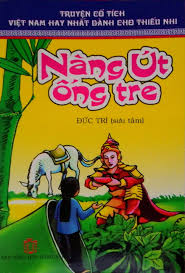 TRUYỆN CỔ TÍCH
VIỆT NAM HAY NHẤT DÀNH CHO THIẾU NHI
Nàng Út
ống tre
ĐỨC TRÍ (sưu tầm)